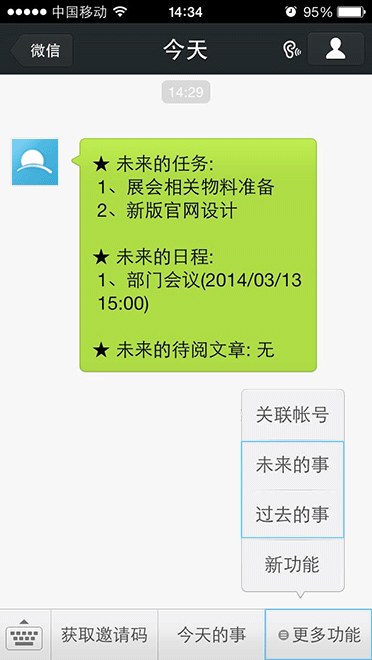 中国移动 14:34 95%
微信 今天
14:29
★ 未来的任务:
1、展会相关物料准备
2、新版官网设计
★ 未来的日程:
1、部门会议(2014/03/13
15:00)
★ 未来的待阅文章: 无
关联帐号
未来的事
过去的事
新功能
获取邀请码 今天的事 更多功能